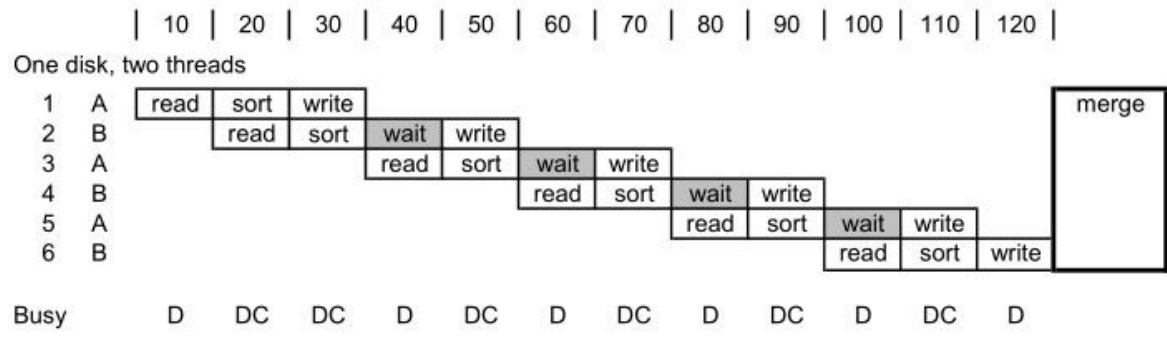 10 20 30 40 50 60 70 80 90 100 110 120
One disk, two threads
1 A read sort write merge
2 B read sort wait write
3 A read sort wait write
4 B read sort wait write
5 A read sort wait write
6 B read sort write
Busy D DC DC D DC D DC D DC D DC D